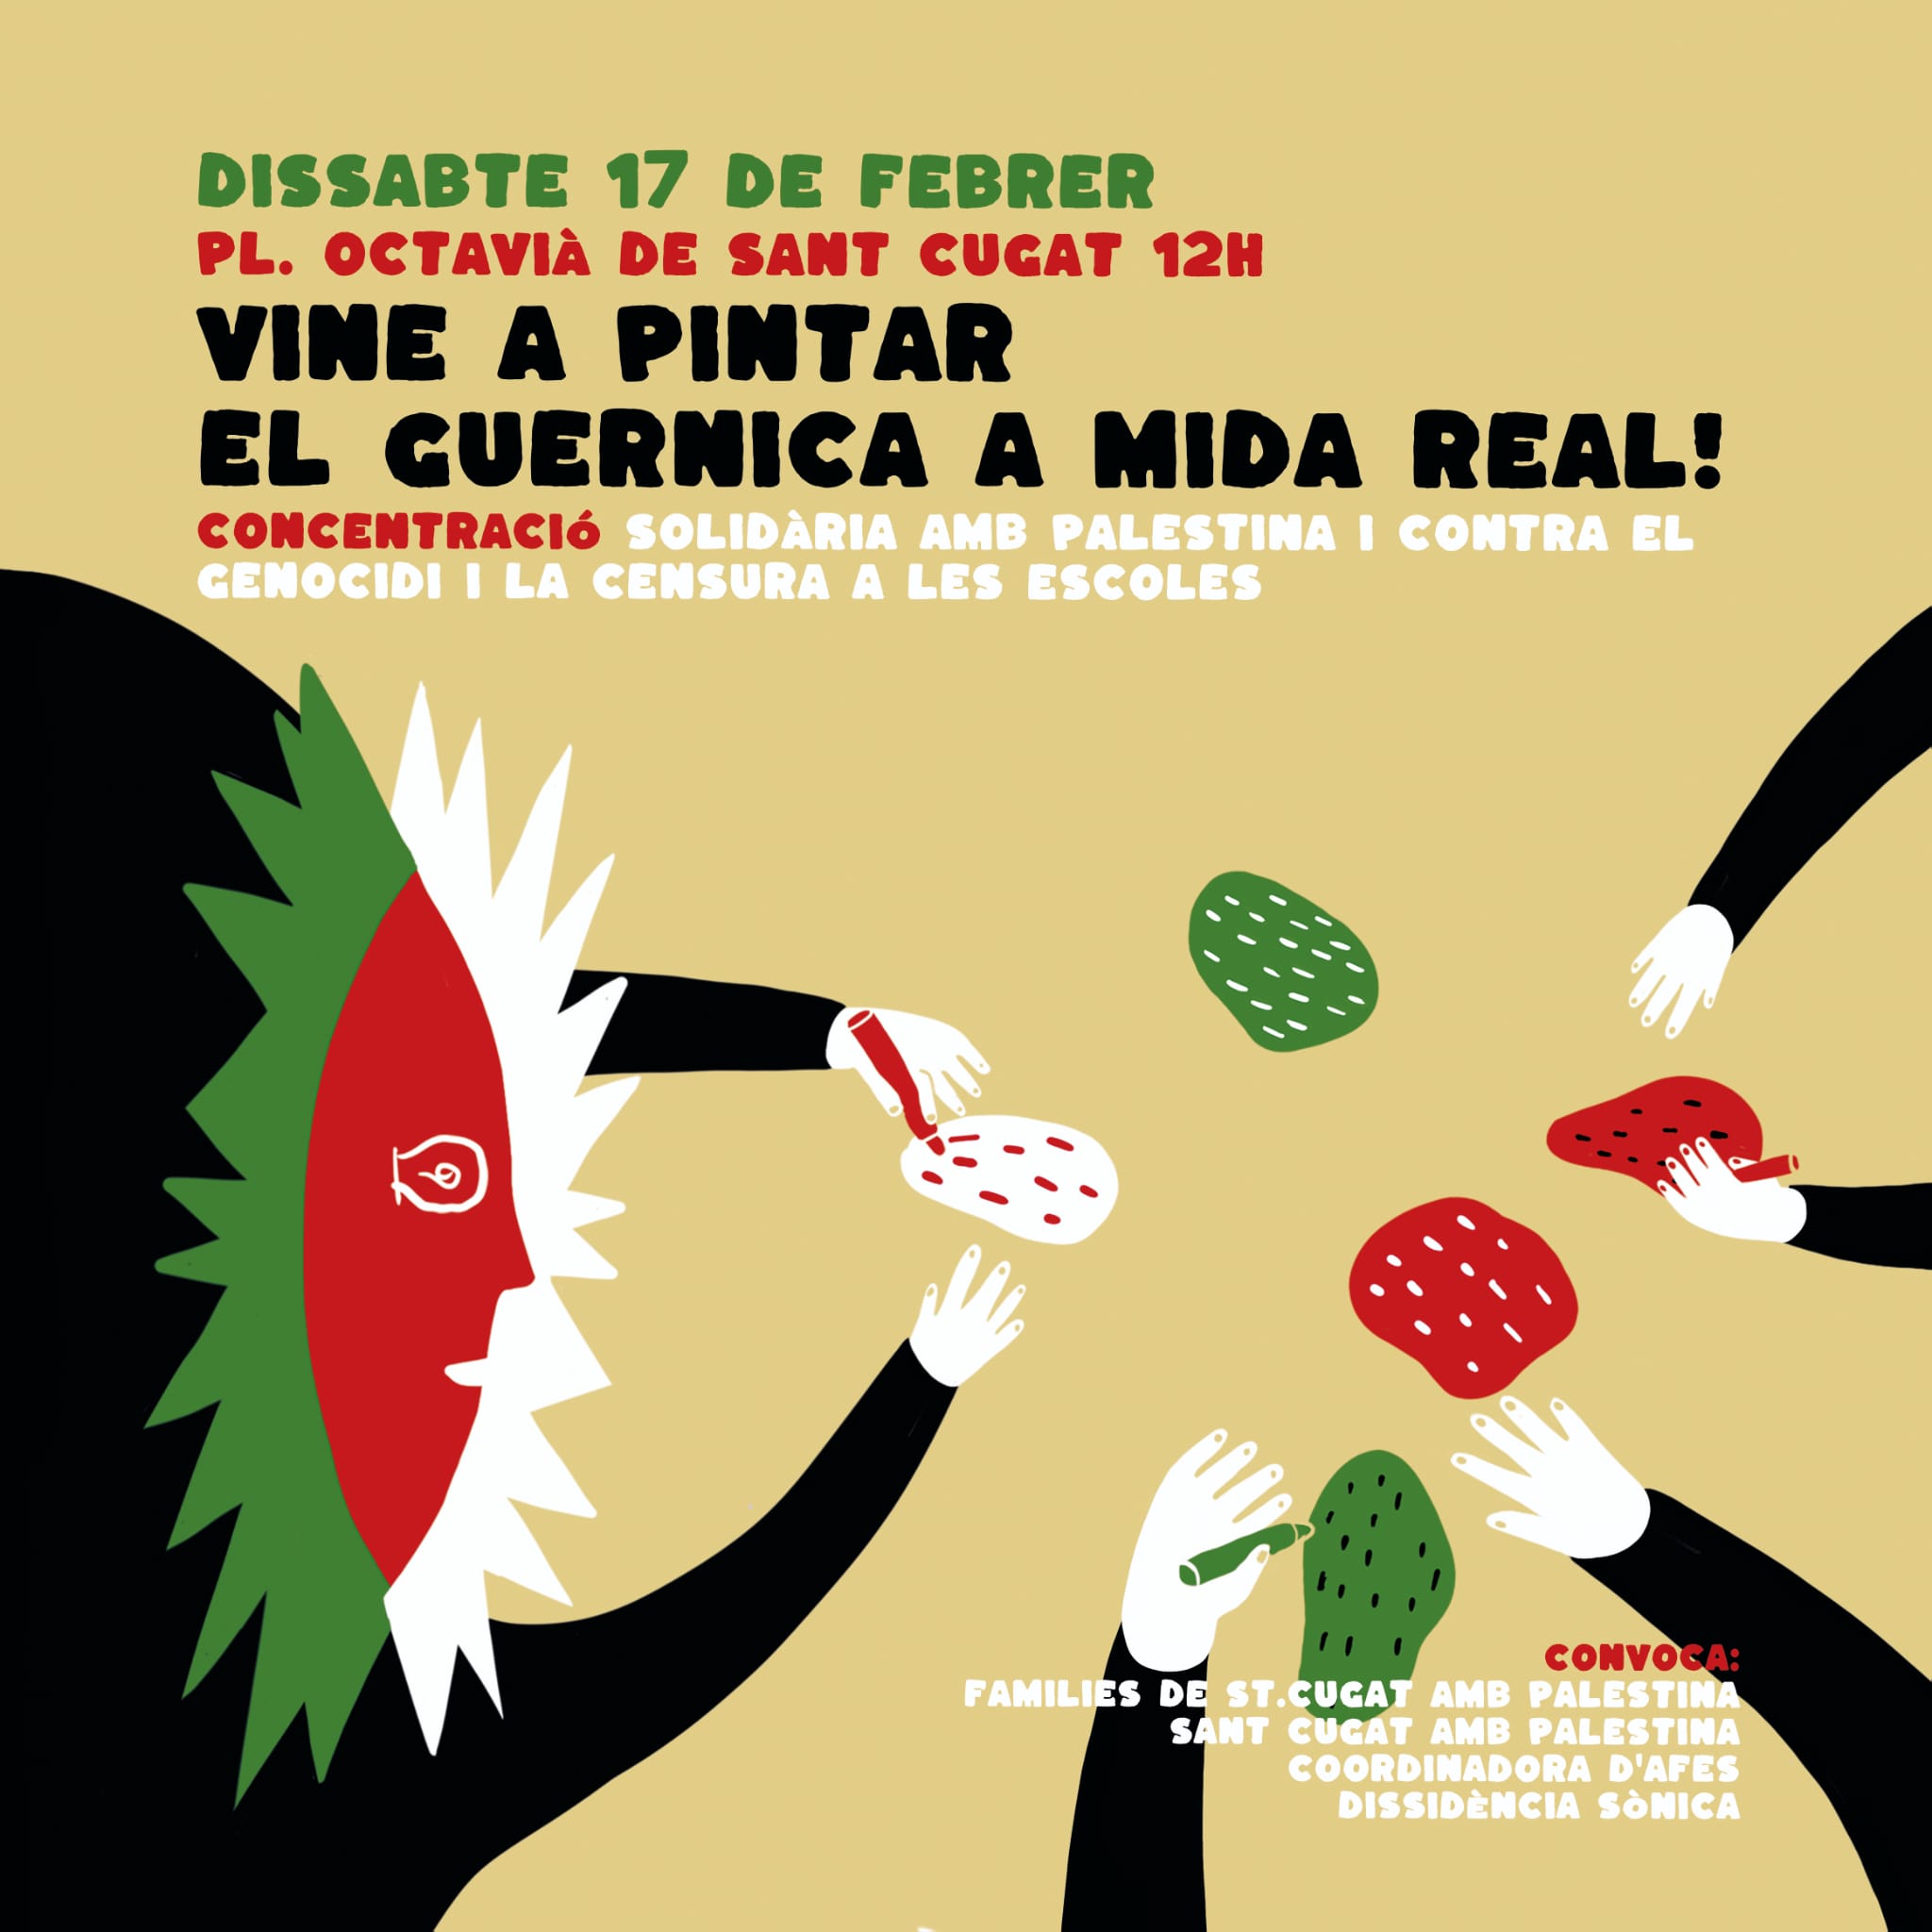 DISSABTE 17 DE FEBRER
PL. OCTAVIÀ DE SANT CUGAT 12H
VINE A PINTAR
EL GUERNICA A MIDA REAL!
CONCENTRACIÓ SOLIDÀRIA AMB PALESTINA I CONTRA EL
GENOCIDI I LA CENSURA A LES ESCOLES
CONVOCA:
FAMILIES DE ST.CUGAT AMB PALESTINA
SANT CUGAT AMB PALESTINA
COORDINADORA D'AFES
DISSIDÈNCIA SÒNICA